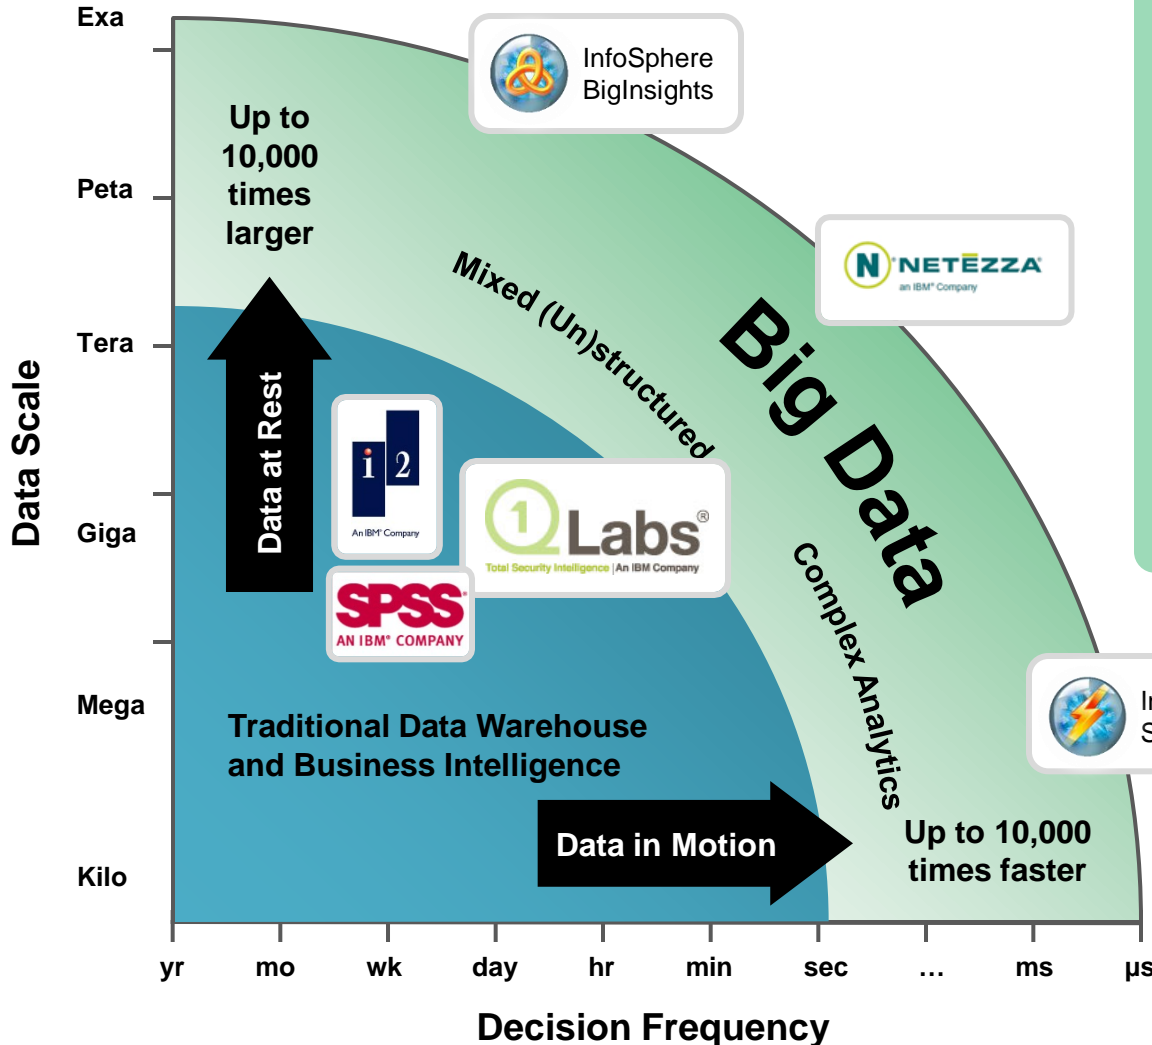 Exa
InfoSphere
BigInsights
Up to
10,000
times
larger
Peta
Mixed (Un)structured
N NETEZZA®
an IBM® Company
Big Data
Tera
Data Scale
Data at Rest
i2
An IBM® Company
Q1 Labs®
Total Security Intelligence | An IBM Company
Giga
SPSS®
AN IBM® COMPANY
Complex Analytics
Mega
Traditional Data Warehouse
and Business Intelligence
Data in Motion
Up to 10,000
times faster
Kilo
yr mo wk day hr min sec ... ms µs
Decision Frequency